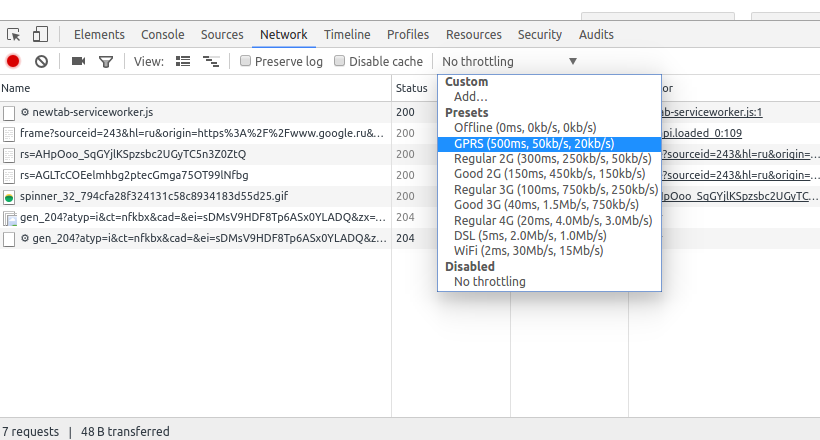 Elements Console Sources Network Timeline Profiles Resources Security Audits
View: Preserve log Disable cache No throttling
Name Status
Custom
Add…
Presets
Offline (0ms, 0kb/s, 0kb/s)
GPRS (500ms, 50kb/s, 20kb/s)
Regular 2G (300ms, 250kb/s, 50kb/s)
Good 2G (150ms, 450kb/s, 150kb/s)
Regular 3G (100ms, 750kb/s, 250kb/s)
Good 3G (40ms, 1.5Mb/s, 750kb/s)
Regular 4G (20ms, 4.0Mb/s, 3.0Mb/s)
DSL (5ms, 2.0Mb/s, 1.0Mb/s)
WiFi (2ms, 30Mb/s, 15Mb/s)
Disabled
No throttling
newtab-serviceworker.js 200 ab-serviceworker.js:1
frame?sourceid=243&hl=ru&origin=https%3A%2F%2Fwww.google.ru&… 200 pi.loaded_0:109
rs=AHpOoo_SqGYjlKSpzsbc2UGyTC5n3Z0ZtQ 200 ?sourceid=243&hl=ru&origin=…
rs=AGLTcCOEelmhbg2ptecGmga75OT99lNfbg 200 ?sourceid=243&hl=ru&origin=…
spinner_32_794cfa28f324131c58c8934183d55d25.gif 200 HpOoo_SqGYjlKSpzsbc2UGyTC…
gen_204?atyp=i&ct=nfkbx&cad=&ei=sDMsV9HDF8Tp6ASx0YLADQ&zx=… 204
gen_204?atyp=i&ct=nfkbx&cad=&ei=sDMsV9HDF8Tp6ASx0YLADQ&z… 204
7 requests | 48 B transferred